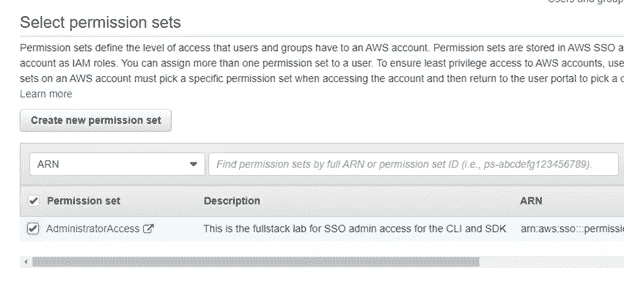 Users and group
Select permission sets
Permission sets define the level of access that users and groups have to an AWS account. Permission sets are stored in AWS SSO a
account as IAM roles. You can assign more than one permission set to a user. To ensure least privilege access to AWS accounts, use
sets on an AWS account must pick a specific permission set when accessing the account and then return to the user portal to pick a
Learn more
Create new permission set
ARN Find permission sets by full ARN or permission set ID (i.e., ps-abcdefg123456789).
Permission set Description ARN
AdministratorAccess This is the fullstack lab for SSO admin access for the CLI and SDK arn:aws:sso:::permissi